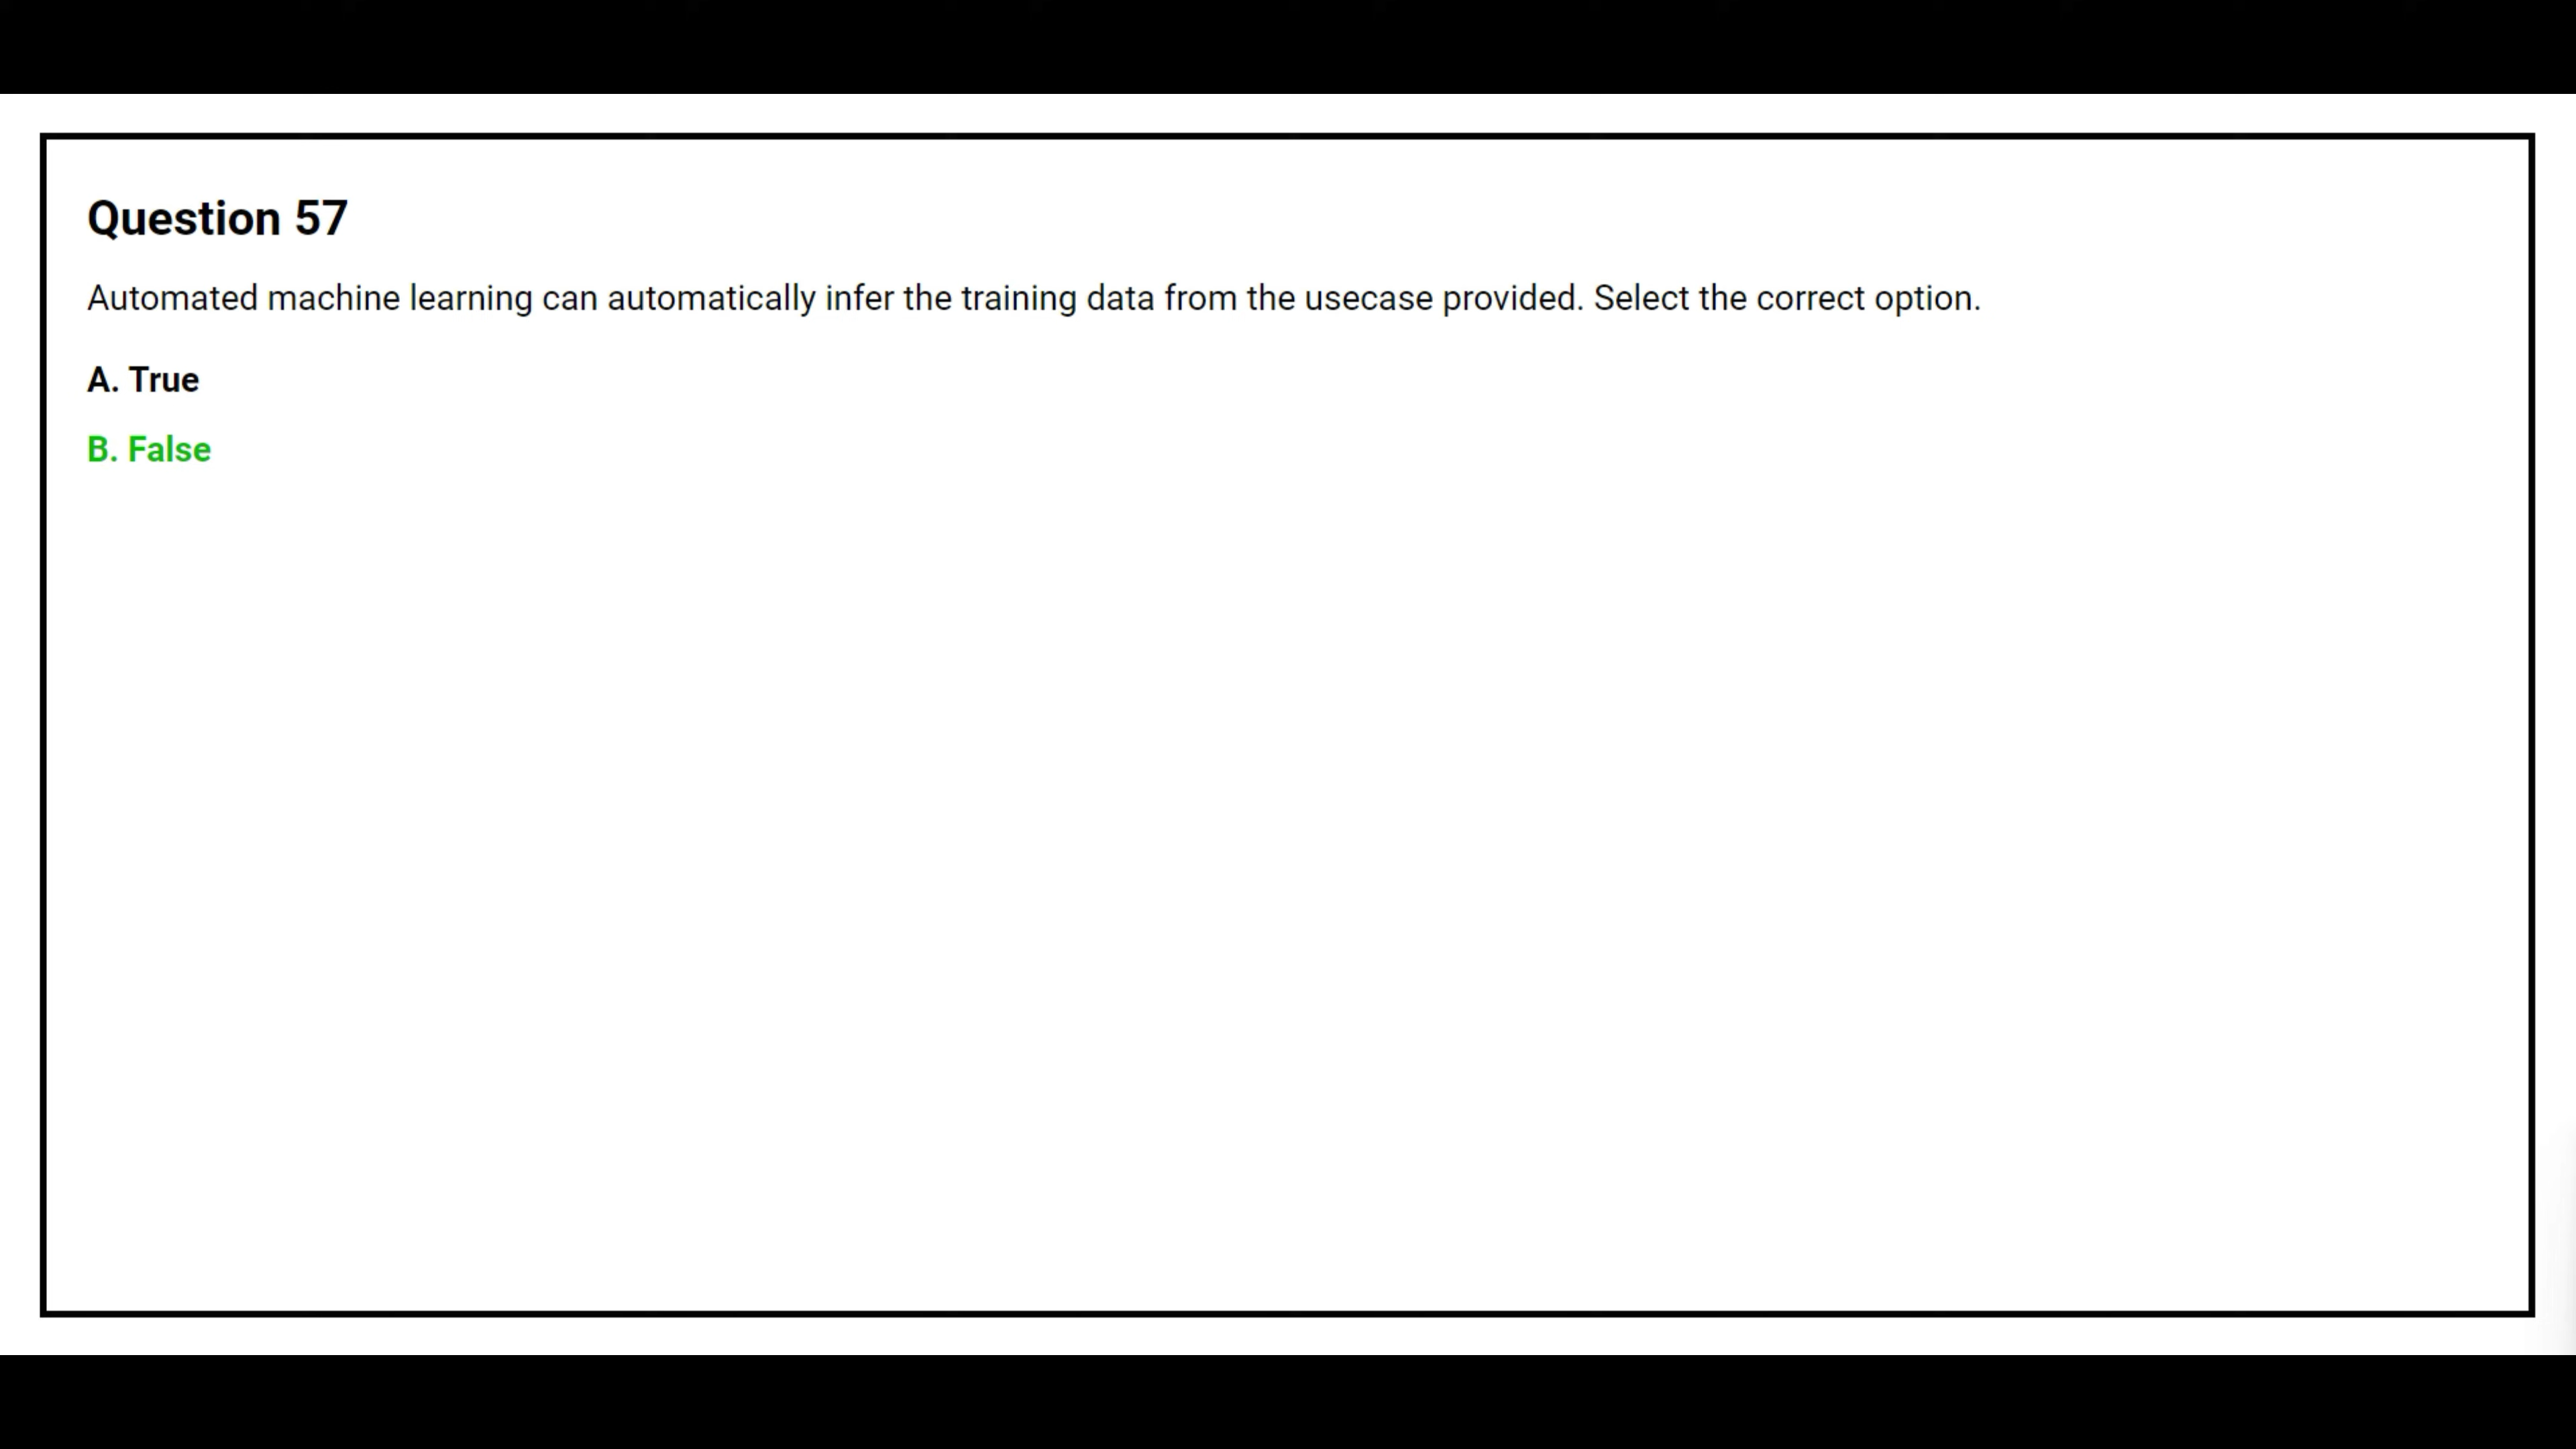 Question 57
Automated machine learning can automatically infer the training data from the usecase provided. Select the correct option.
A. True
B. False